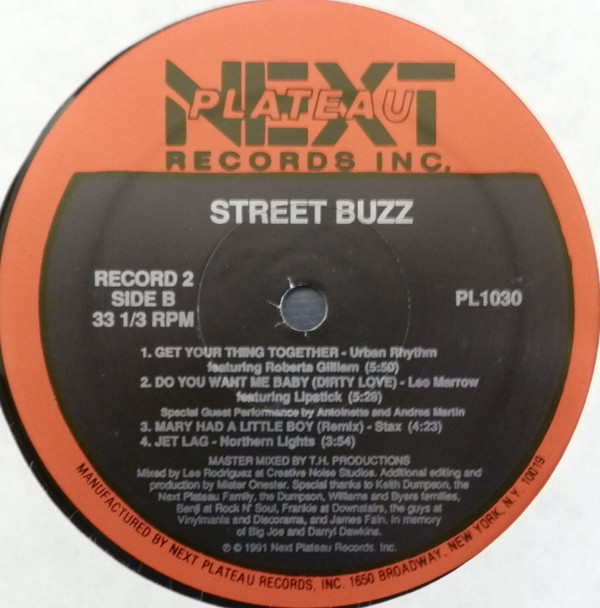 NEXT
PLATEAU
RECORDS INC.
STREET BUZZ
RECORD 2
SIDE B
33 1/3 RPM
PL1030
1. GET YOUR THING TOGETHER - Urban Rhythm
featuring Roberta Gilliam (5:50)
2. DO YOU WANT ME BABY (DIRTY LOVE) - Leo Marrow
featuring Lipstick (5:28)
Special Guest Performance by Antoinette and Andrea Martin
3. MARY HAD A LITTLE BOY (Remix) - Stax (4:23)
4. JET LAG - Northern Lights (3:54)
MASTER MIXED BY T.H. PRODUCTIONS
Mixed by Lee Rodriguez at Creative Noise Studios. Additional editing and
production by Mister Onester. Special thanks to Keith Dumpson, the
Next Plateau Family, the Dumpson, Williams and Byers families,
Benji at Rock N' Soul, Frankie at Downstairs, the guys at
Vinylmania and Discorama, and James Fain. In memory
of Big Joe and Darryl Dawkins.
℗ © 1991 Next Plateau Records. Inc.
MANUFACTURED BY NEXT PLATEAU RECORDS, INC. 1650 BROADWAY, NEW YORK, N.Y. 10019